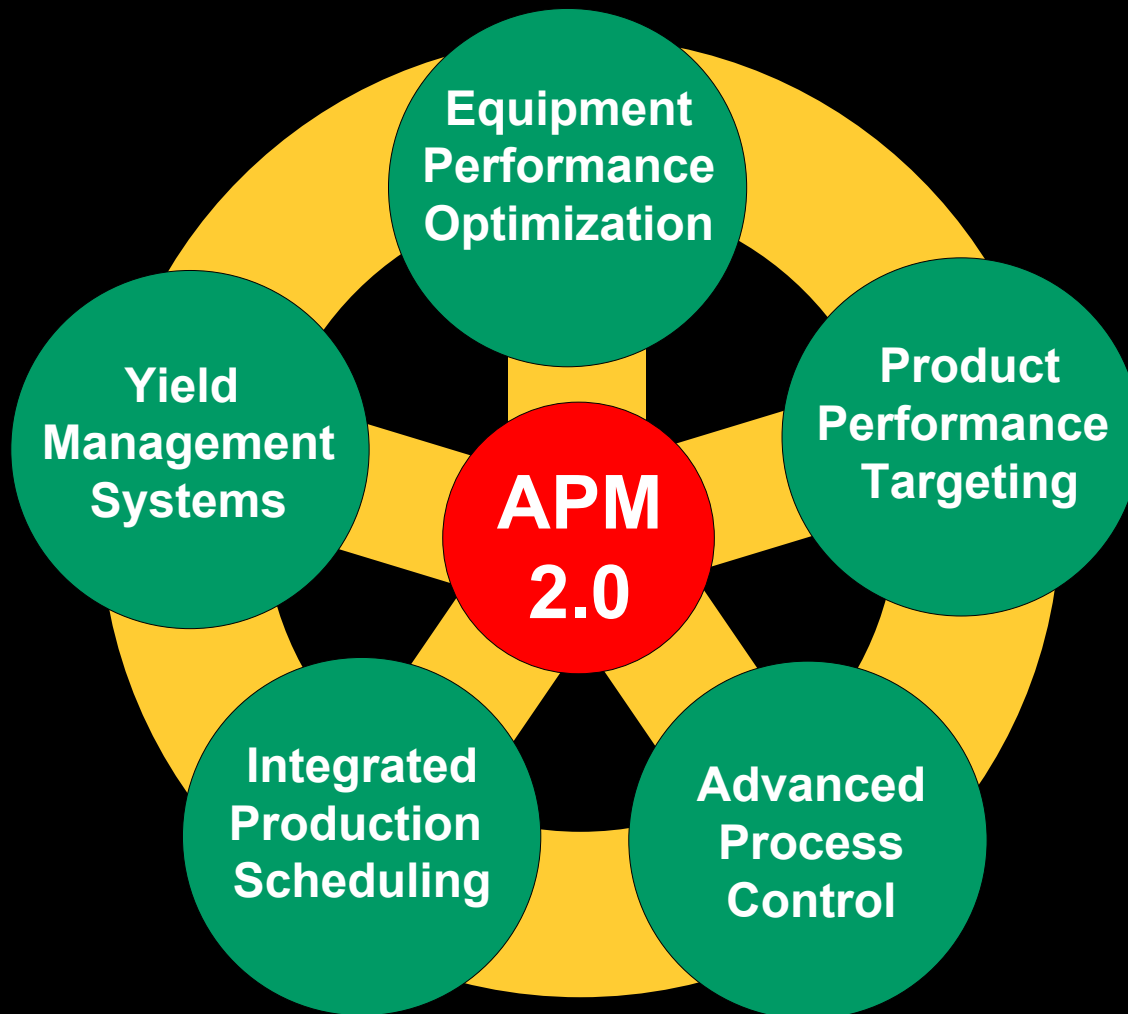 Equipment
Performance
Optimization
Product
Performance
Targeting
Yield
Management
Systems
APM
2.0
Integrated
Production
Scheduling
Advanced
Process
Control